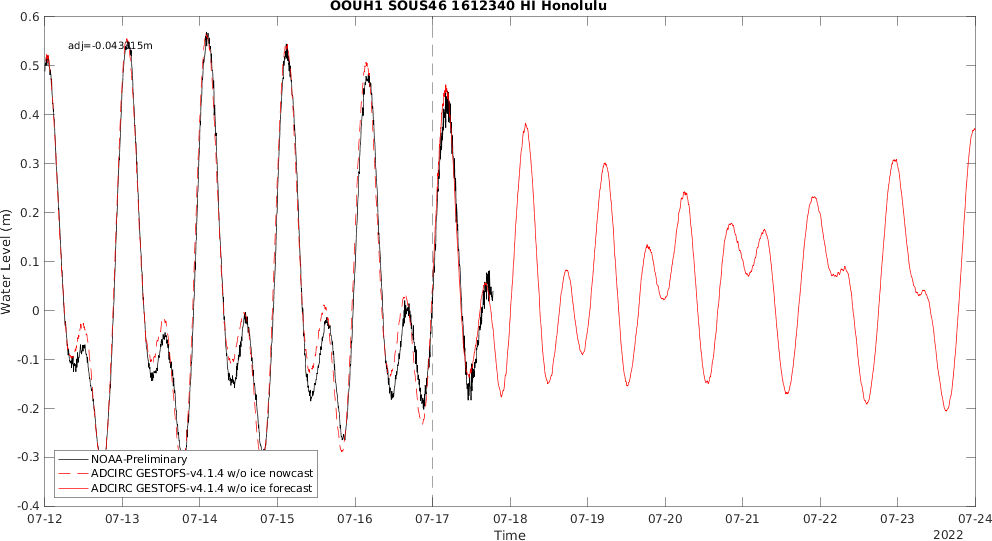 OOUH1 SOUS46 1612340 HI Honolulu
0.6
0.5
0.4
0.3
0.2
0.1
0
-0.1
-0.2
-0.3
-0.4
Water Level (m)
NOAA-Preliminary
ADCIRC GESTOFS-v4.1.4 w/o ice nowcast
ADCIRC GESTOFS-v4.1.4 w/o ice forecast
07-12 07-13 07-14 07-15 07-16 07-17 07-18 07-19 07-20 07-21 07-22 07-23 07-24
Time
2022